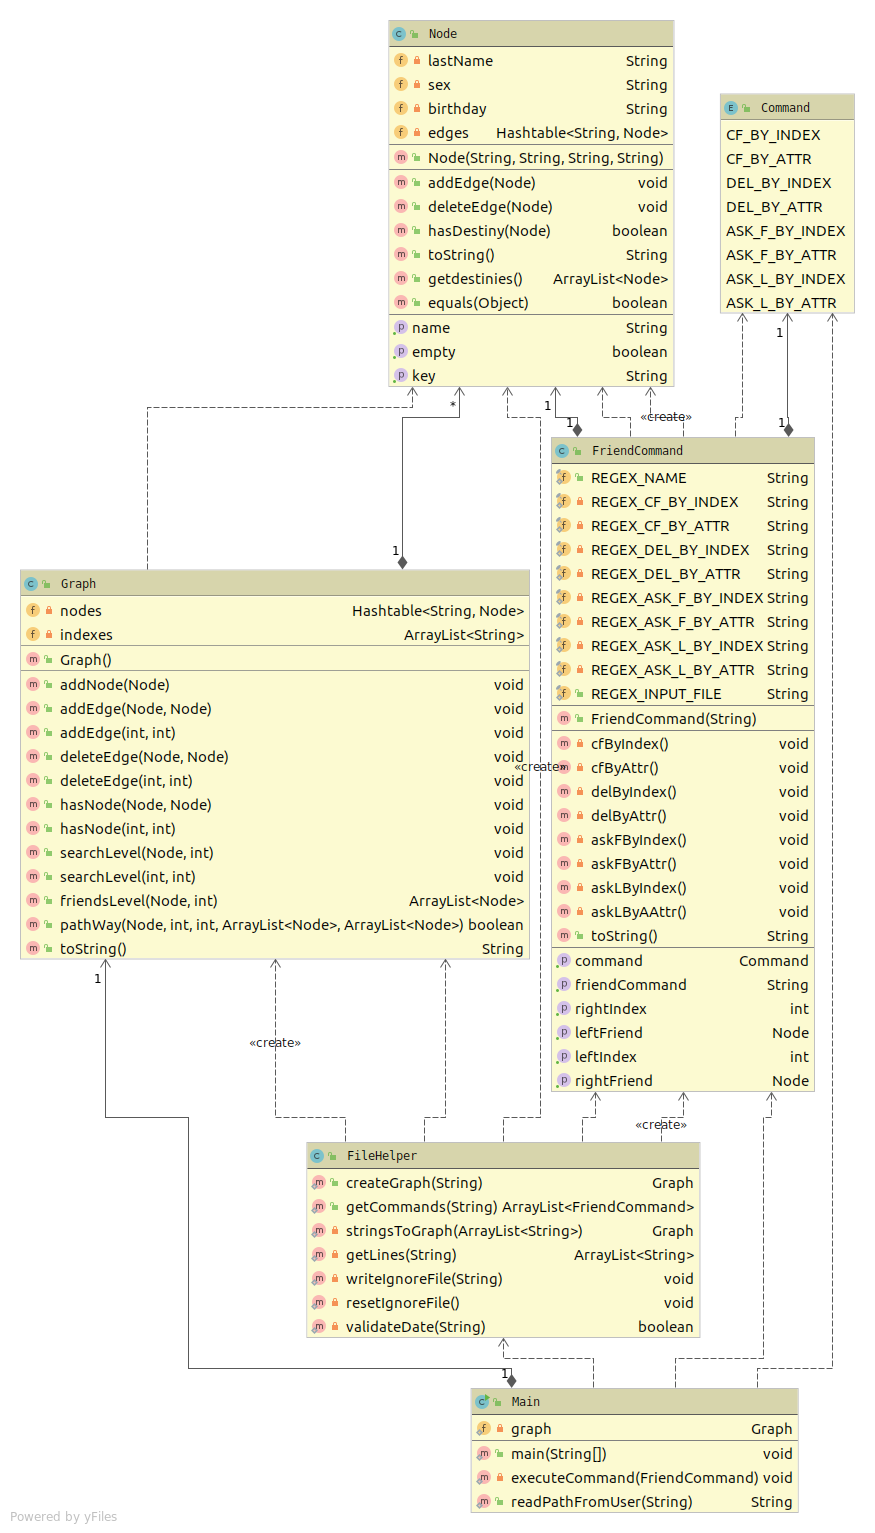 Node
lastName String
sex String
birthday String
edges Hashtable<String, Node>
Node(String, String, String, String)
addEdge(Node) void
deleteEdge(Node) void
hasDestiny(Node) boolean
toString() String
getdestinies() ArrayList<Node>
equals(Object) boolean
name String
empty boolean
key String
Command
CF_BY_INDEX
CF_BY_ATTR
DEL_BY_INDEX
DEL_BY_ATTR
ASK_F_BY_INDEX
ASK_F_BY_ATTR
ASK_L_BY_INDEX
ASK_L_BY_ATTR
1
*
1
«create»
1
1
FriendCommand
REGEX_NAME String
REGEX_CF_BY_INDEX String
REGEX_CF_BY_ATTR String
REGEX_DEL_BY_INDEX String
REGEX_DEL_BY_ATTR String
REGEX_ASK_F_BY_INDEX String
REGEX_ASK_F_BY_ATTR String
REGEX_ASK_L_BY_INDEX String
REGEX_ASK_L_BY_ATTR String
REGEX_INPUT_FILE String
FriendCommand(String)
cfByIndex() void
cfByAttr() void
delByIndex() void
delByAttr() void
askFByIndex() void
askFByAttr() void
askLByIndex() void
askLByAAttr() void
toString() String
command Command
friendCommand String
rightIndex int
leftFriend Node
leftIndex int
rightFriend Node
1
Graph
nodes Hashtable<String, Node>
indexes ArrayList<String>
Graph()
addNode(Node) void
addEdge(Node, Node) void
addEdge(int, int) void
deleteEdge(Node, Node) void
deleteEdge(int, int) void
hasNode(Node, Node) void
hasNode(int, int) void
searchLevel(Node, int) void
searchLevel(int, int) void
friendsLevel(Node, int) ArrayList<Node>
pathWay(Node, int, int, ArrayList<Node>, ArrayList<Node>) boolean
toString() String
«create»
1
«create»
«create»
FileHelper
createGraph(String) Graph
getCommands(String) ArrayList<FriendCommand>
stringsToGraph(ArrayList<String>) Graph
getLines(String) ArrayList<String>
writeIgnoreFile(String) void
resetIgnoreFile() void
validateDate(String) boolean
1
Main
graph Graph
main(String[]) void
executeCommand(FriendCommand) void
readPathFromUser(String) String
Powered by yFiles